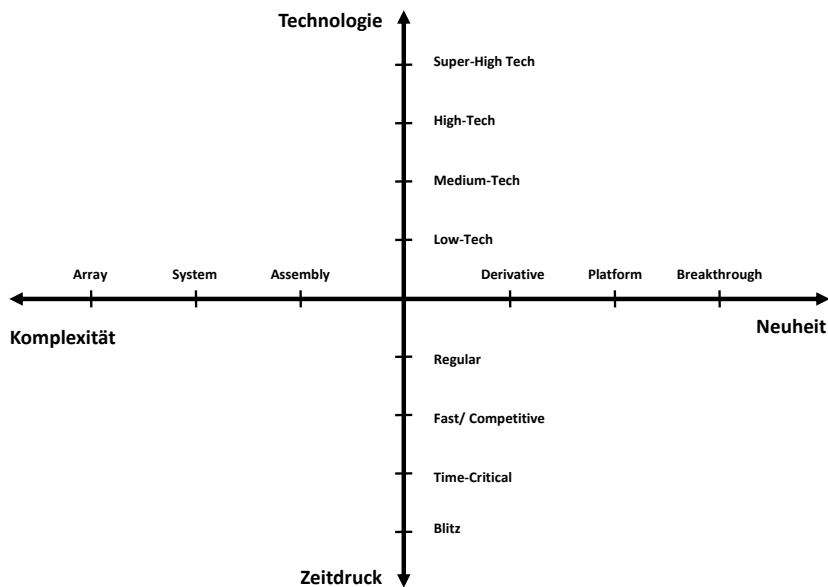 Technologie
Super-High Tech
High-Tech
Medium-Tech
Low-Tech
Array System Assembly Derivative Platform Breakthrough
Komplexität Neuheit
Regular
Fast/ Competitive
Time-Critical
Blitz
Zeitdruck